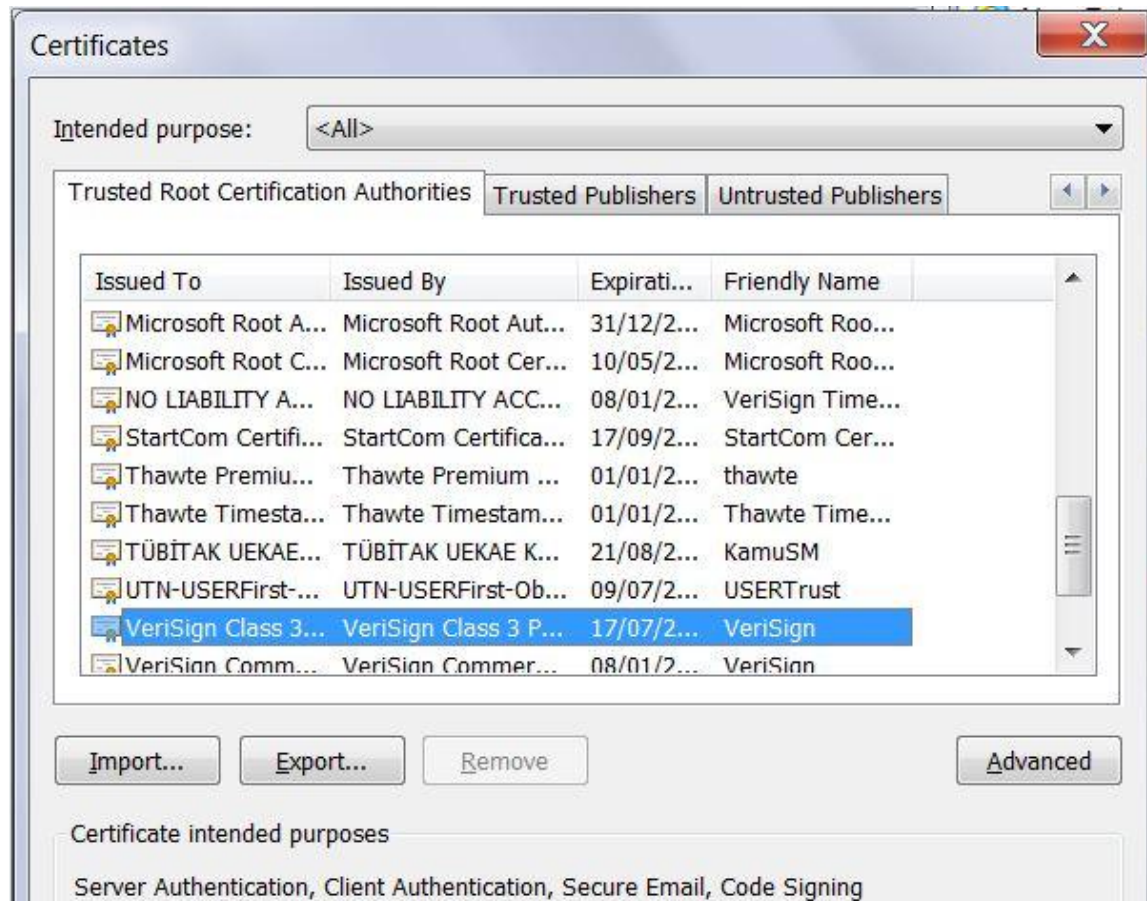 Certificates
Intended purpose: <All>
Trusted Root Certification Authorities Trusted Publishers Untrusted Publishers
Issued To Issued By Expirati... Friendly Name
Microsoft Root A... Microsoft Root Aut... 31/12/2... Microsoft Roo...
Microsoft Root C... Microsoft Root Cer... 10/05/2... Microsoft Roo...
NO LIABILITY A... NO LIABILITY ACC... 08/01/2... VeriSign Time...
StartCom Certifi... StartCom Certifica... 17/09/2... StartCom Cer...
Thawte Premiu... Thawte Premium ... 01/01/2... thawte
Thawte Timesta... Thawte Timestam... 01/01/2... Thawte Time...
TÜBİTAK UEKAE... TÜBİTAK UEKAE K... 21/08/2... KamuSM
UTN-USERFirst-... UTN-USERFirst-Ob... 09/07/2... USERTrust
VeriSign Class 3... VeriSign Class 3 P... 17/07/2... VeriSign
VeriSign Comm... VeriSign Commer... 08/01/2... VeriSign
Import... Export... Remove Advanced
Certificate intended purposes
Server Authentication, Client Authentication, Secure Email, Code Signing